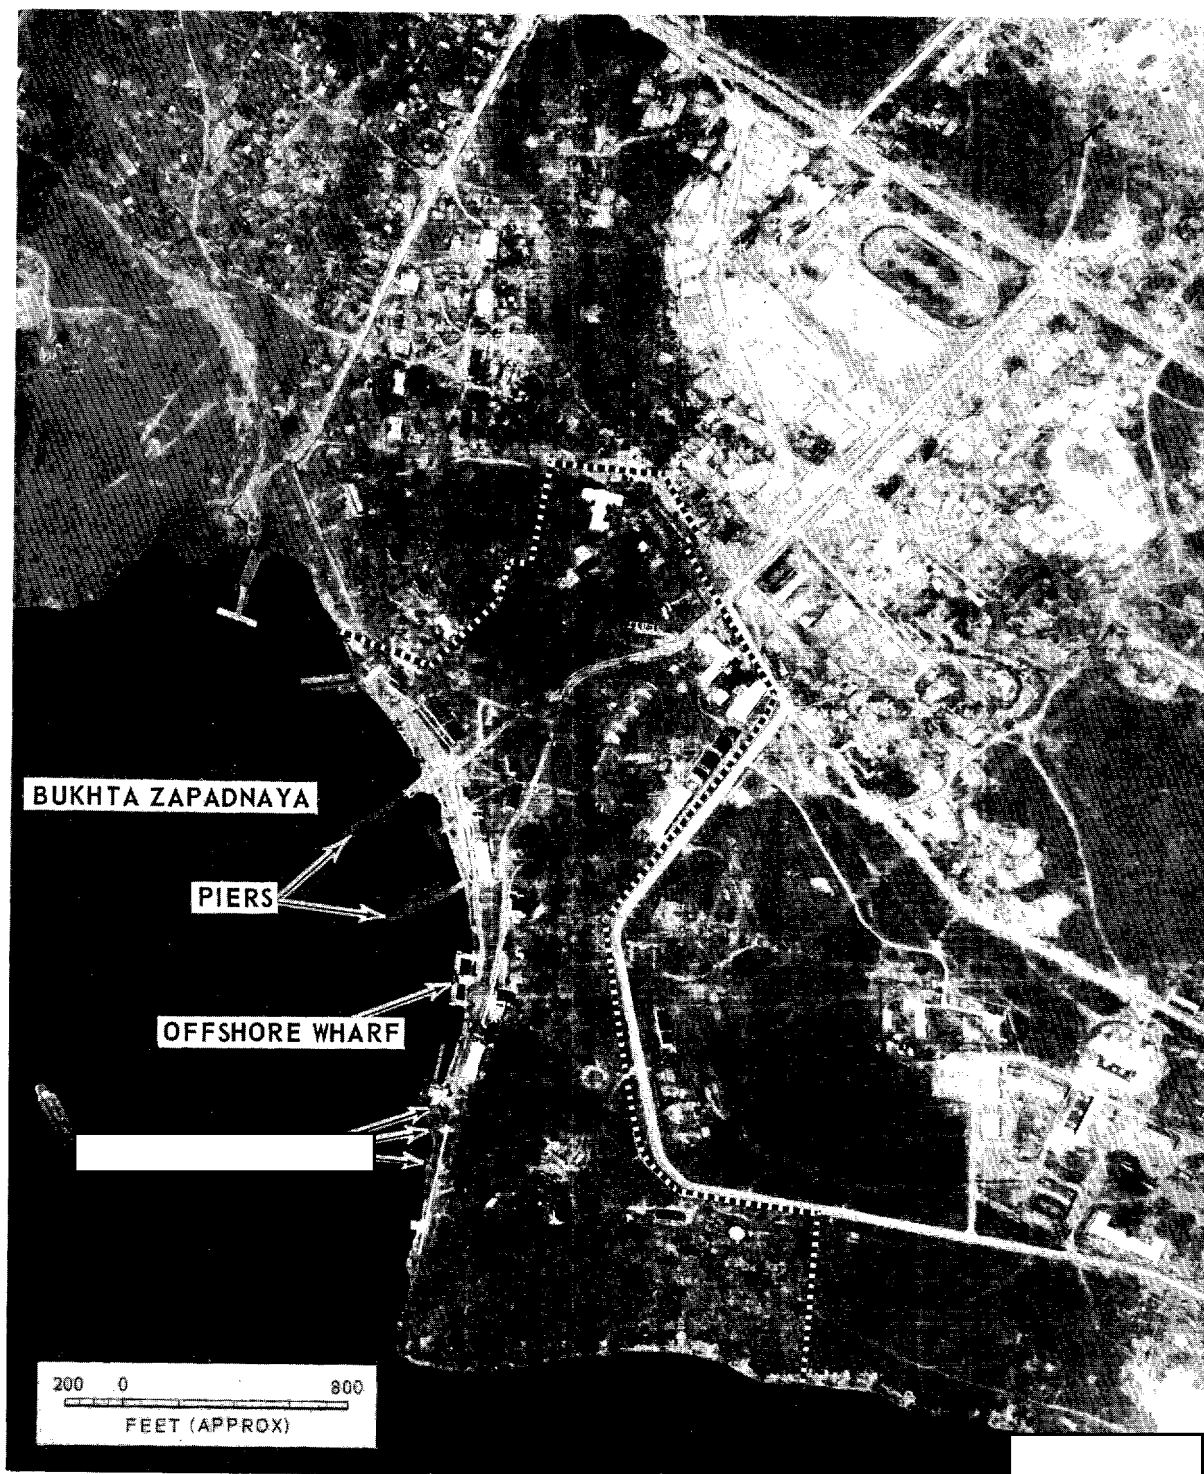 BUKHTA ZAPADNAYA
PIERS
OFFSHORE WHARF
200 0 800
FEET (APPROX)